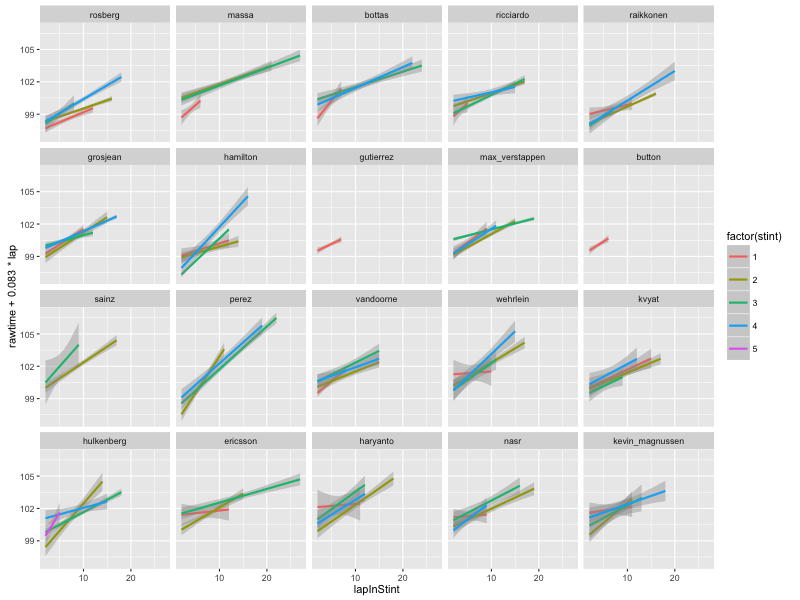 rosberg massa bottas ricciardo raikkonen
105
102
99
grosjean hamilton gutierrez max_verstappen button
105
102
99
sainz perez vandoorne wehrlein kvyat
105
102
99
hulkenberg ericsson haryanto nasr kevin_magnussen
105
102
99
10 20 10 20 10 20 10 20 10 20
lapInStint
rawtime + 0.083 * lap
factor(stint)
1
2
3
4
5